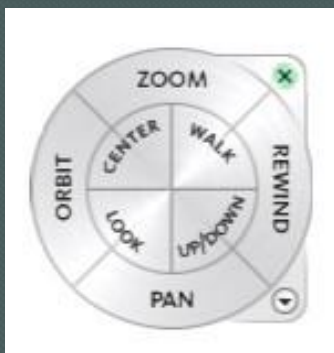 ZOOM
CENTER
WALK
ORBIT
REWIND
LOOK
UP/DOWN
PAN